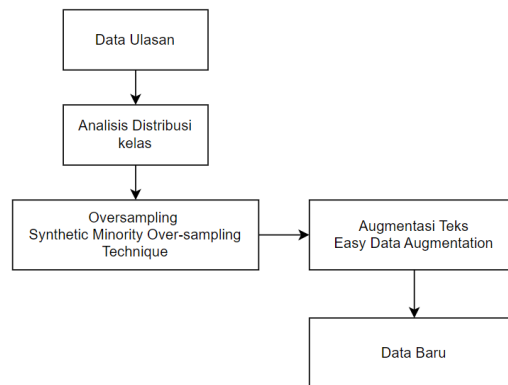 Data Ulasan
Analisis Distribusi
kelas
Oversampling
Synthetic Minority Over-sampling
Technique
Augmentasi Teks
Easy Data Augmentation
Data Baru